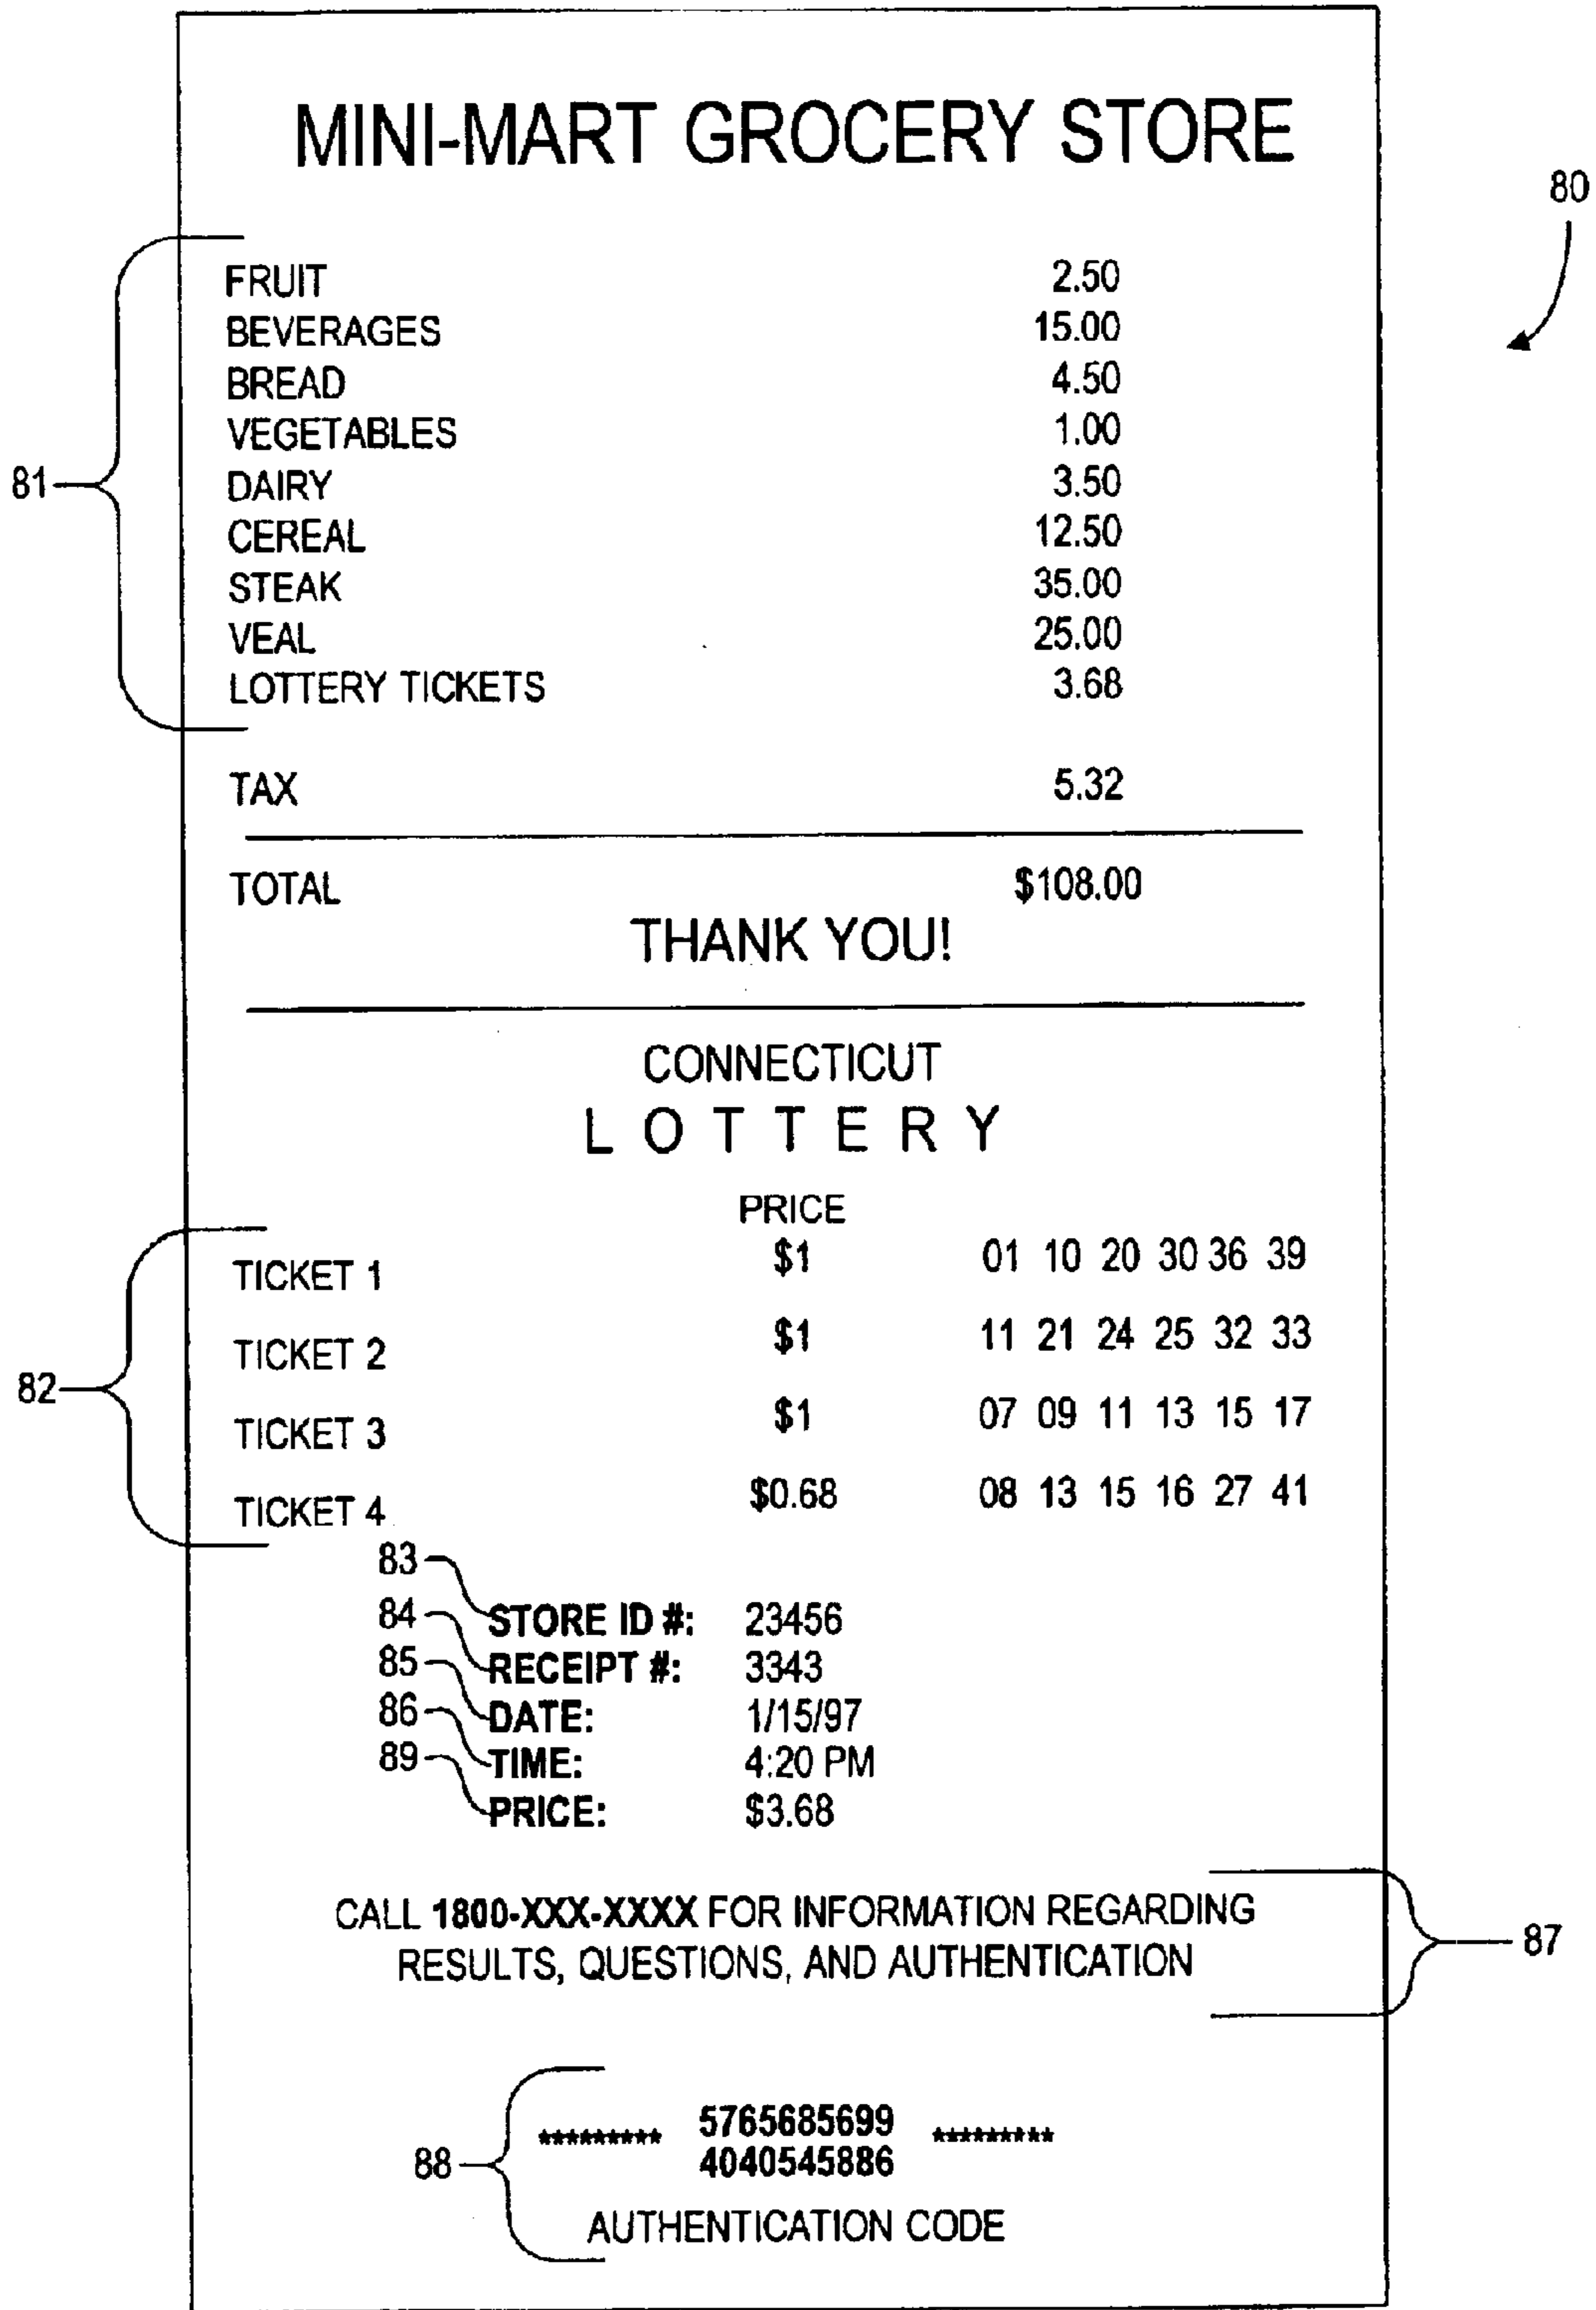 MINI-MART GROCERY STORE
80
FRUIT 2.50
BEVERAGES 15.00
BREAD 4.50
VEGETABLES 1.00
81
DAIRY 3.50
CEREAL 12.50
STEAK 35.00
VEAL 25.00
LOTTERY TICKETS 3.68
TAX 5.32
TOTAL $108.00
THANK YOU!
CONNECTICUT
LOTTERY
PRICE
TICKET 1 $1 01 10 20 30 36 39
TICKET 2 $1 11 21 24 25 32 33
82
TICKET 3 $1 07 09 11 13 15 17
TICKET 4 $0.68 08 13 15 16 27 41
83
84 STORE ID #: 23456
85 RECEIPT #: 3343
86 DATE: 1/15/97
89 TIME: 4:20 PM
PRICE: $3.68
CALL 1800-XXX-XXXX FOR INFORMATION REGARDING
87
RESULTS, QUESTIONS, AND AUTHENTICATION
********* 5765685699 *********
88 4040545886
AUTHENTICATION CODE